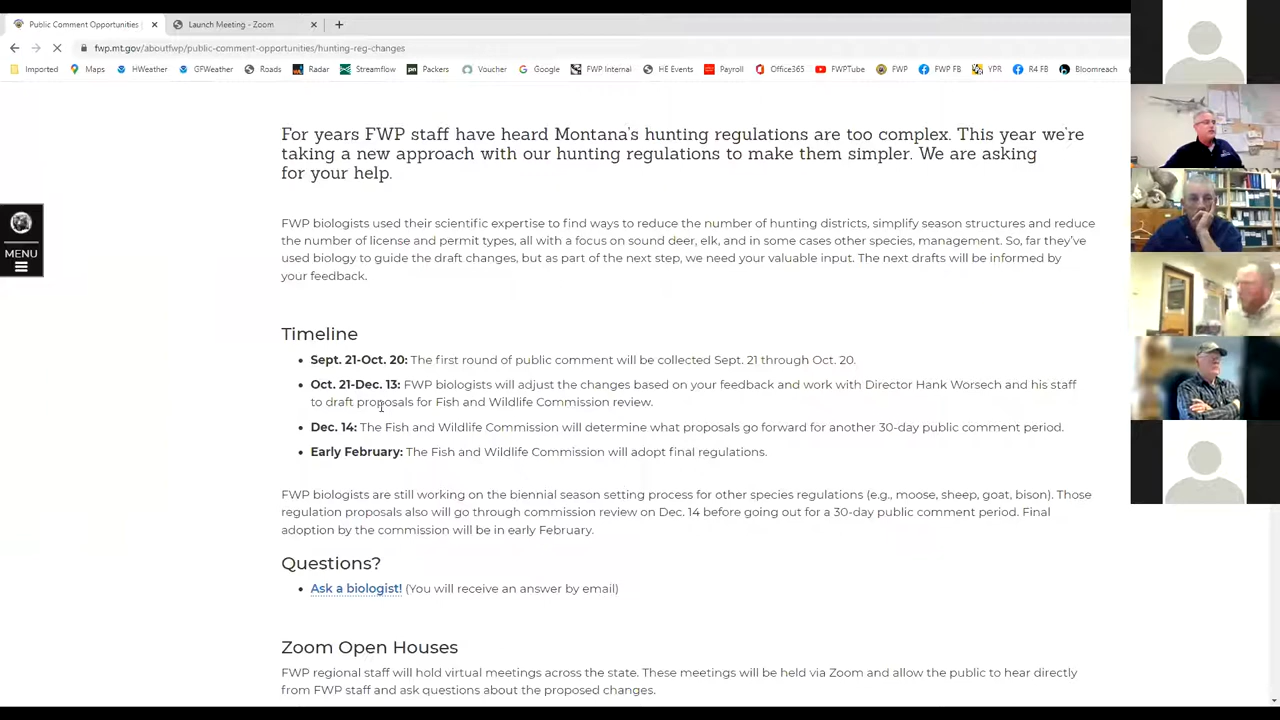 Public Comment Opportunities
Launch Meeting - Zoom
fwp.mt.gov/aboutfwp/public-comment-opportunities/hunting-reg-changes
Imported Maps HWeather GFWeather Roads Radar Streamflow Packers Voucher Google FWP Internal HE Events Payroll Office365 FWPTube FWP FWP FB YPR R4 FB Bloomreach
MENU
For years FWP staff have heard Montana's hunting regulations are too complex. This year we're
taking a new approach with our hunting regulations to make them simpler. We are asking
for your help.
FWP biologists used their scientific expertise to find ways to reduce the number of hunting districts, simplify season structures and reduce
the number of license and permit types, all with a focus on sound deer, elk, and in some cases other species, management. So, far they've
used biology to guide the draft changes, but as part of the next step, we need your valuable input. The next drafts will be informed by
your feedback.
Timeline
• Sept. 21-Oct. 20: The first round of public comment will be collected Sept. 21 through Oct. 20.
• Oct. 21-Dec. 13: FWP biologists will adjust the changes based on your feedback and work with Director Hank Worsech and his staff
to draft proposals for Fish and Wildlife Commission review.
• Dec. 14: The Fish and Wildlife Commission will determine what proposals go forward for another 30-day public comment period.
• Early February: The Fish and Wildlife Commission will adopt final regulations.
FWP biologists are still working on the biennial season setting process for other species regulations (e.g., moose, sheep, goat, bison). Those
regulation proposals also will go through commission review on Dec. 14 before going out for a 30-day public comment period. Final
adoption by the commission will be in early February.
Questions?
• Ask a biologist! (You will receive an answer by email)
Zoom Open Houses
FWP regional staff will hold virtual meetings across the state. These meetings will be held via Zoom and allow the public to hear directly
from FWP staff and ask questions about the proposed changes.